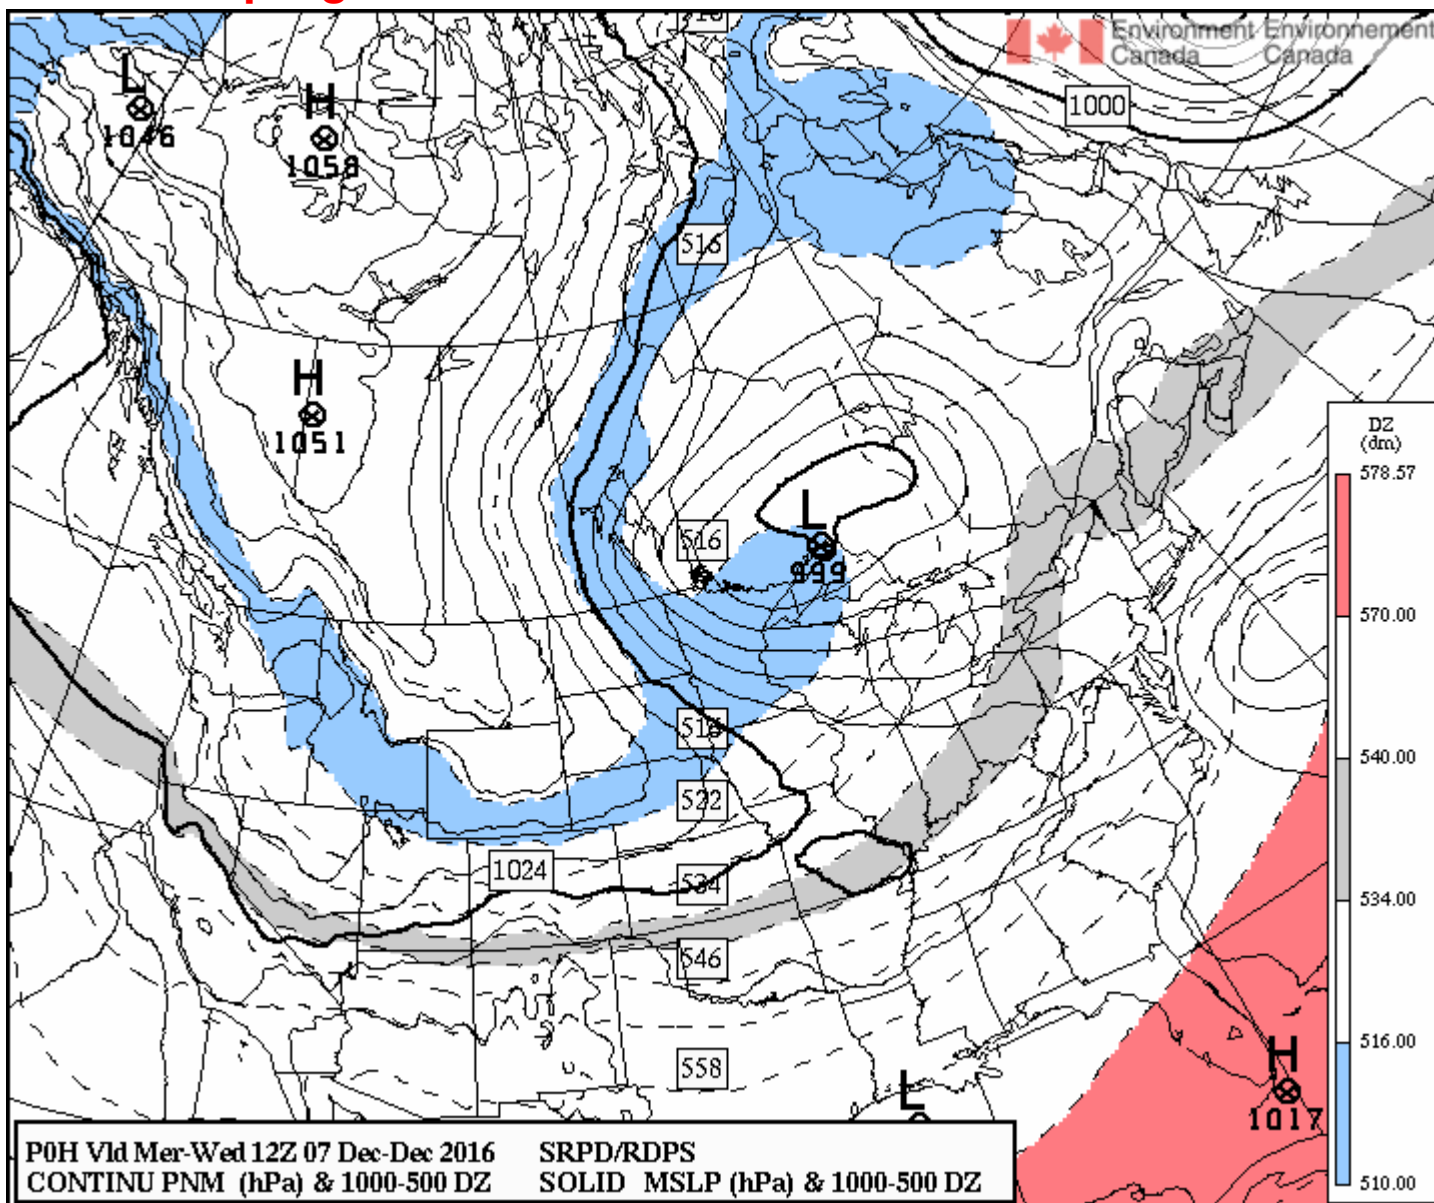 Environment Environnement
Canada Canada
1000
L
1046
H
1058
516
H
1051
L
999
516
516
522
1024
534
546
558
L
H
1017
DZ
(dm)
578.57
570.00
540.00
534.00
516.00
510.00
P0H Vld Mer-Wed 12Z 07 Dec-Dec 2016 SRPD/RDPS
CONTINU PNM (hPa) & 1000-500 DZ SOLID MSLP (hPa) & 1000-500 DZ